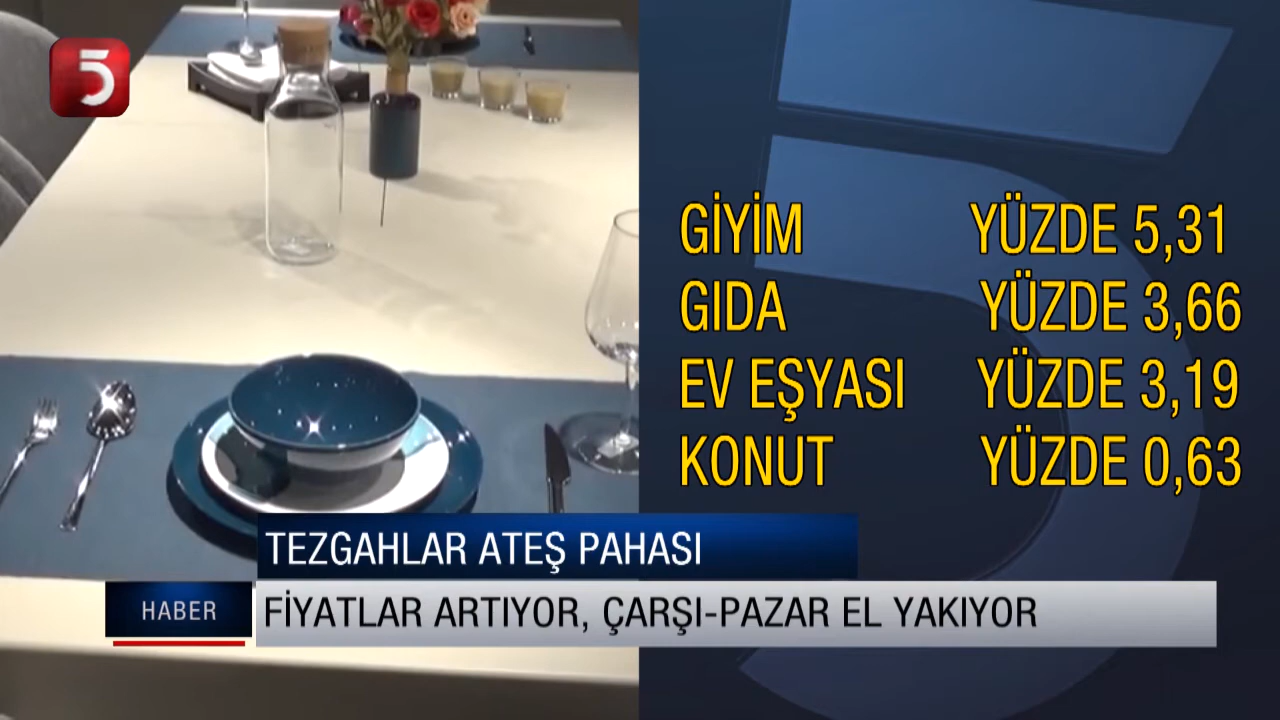 5
GİYİM YÜZDE 5,31
GIDA YÜZDE 3,66
EV EŞYASI YÜZDE 3,19
KONUT YÜZDE 0,63
TEZGAHLAR ATEŞ PAHASI
HABER FİYATLAR ARTIYOR, ÇARŞI-PAZAR EL YAKIYOR